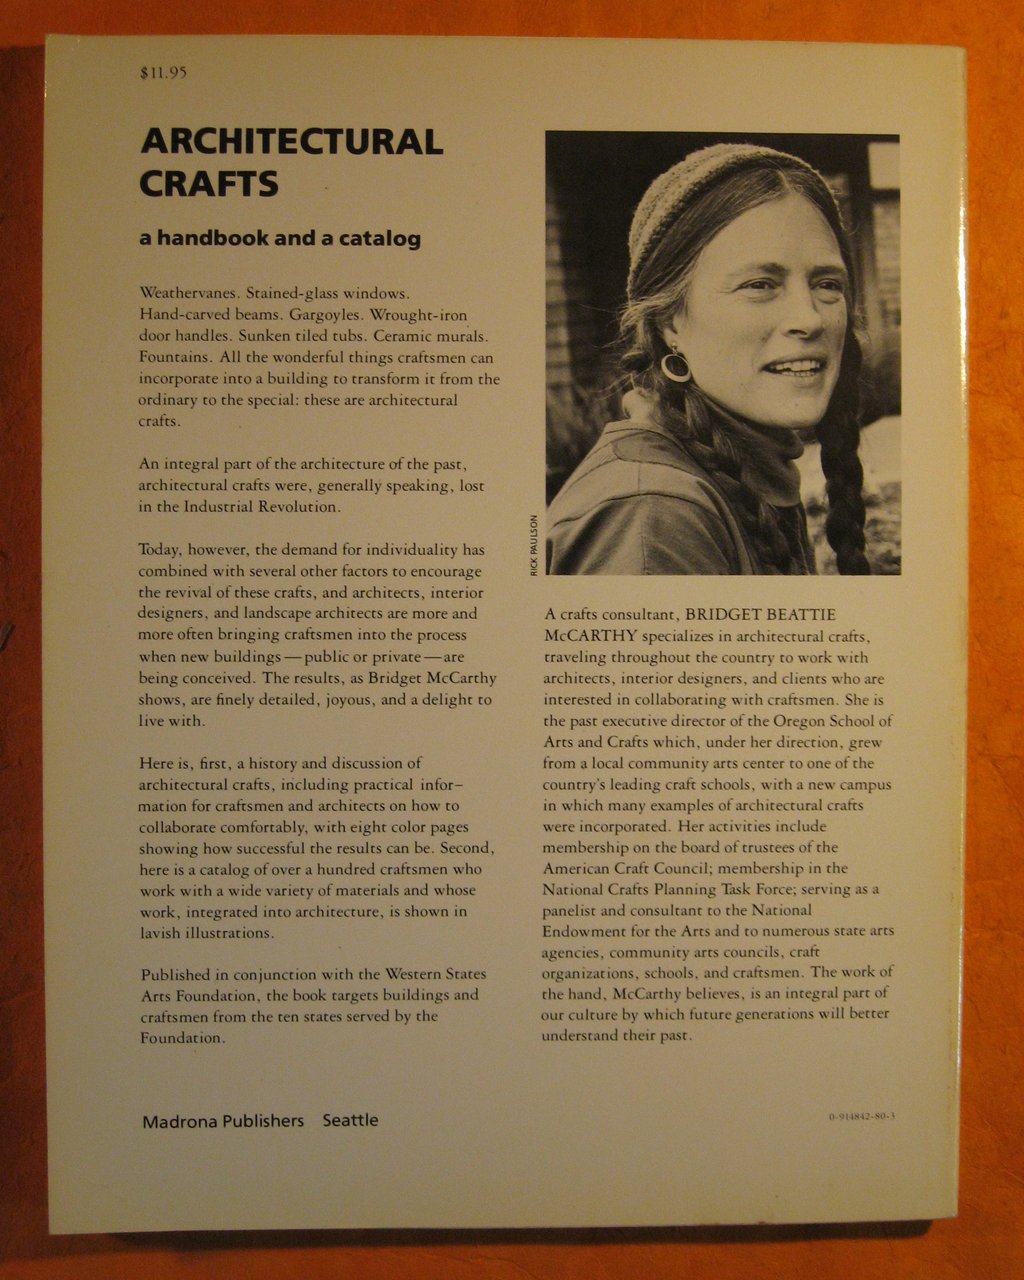 $11.95
ARCHITECTURAL
CRAFTS
a handbook and a catalog
Weathervanes. Stained-glass windows.
Hand-carved beams. Gargoyles. Wrought-iron
door handles. Sunken tiled tubs. Ceramic murals.
Fountains. All the wonderful things craftsmen can
incorporate into a building to transform it from the
ordinary to the special: these are architectural
crafts.
An integral part of the architecture of the past,
architectural crafts were, generally speaking, lost
in the Industrial Revolution.
Today, however, the demand for individuality has
combined with several other factors to encourage
the revival of these crafts, and architects, interior
designers, and landscape architects are more and
more often bringing craftsmen into the process
when new buildings — public or private — are
being conceived. The results, as Bridget McCarthy
shows, are finely detailed, joyous, and a delight to
live with.
Here is, first, a history and discussion of
architectural crafts, including practical infor-
mation for craftsmen and architects on how to
collaborate comfortably, with eight color pages
showing how successful the results can be. Second,
here is a catalog of over a hundred craftsmen who
work with a wide variety of materials and whose
work, integrated into architecture, is shown in
lavish illustrations.
Published in conjunction with the Western States
Arts Foundation, the book targets buildings and
craftsmen from the ten states served by the
Foundation.
Madrona Publishers Seattle
RICK PAULSON
A crafts consultant, BRIDGET BEATTIE
McCARTHY specializes in architectural crafts,
traveling throughout the country to work with
architects, interior designers, and clients who are
interested in collaborating with craftsmen. She is
the past executive director of the Oregon School of
Arts and Crafts which, under her direction, grew
from a local community arts center to one of the
country's leading craft schools, with a new campus
in which many examples of architectural crafts
were incorporated. Her activities include
membership on the board of trustees of the
American Craft Council; membership in the
National Crafts Planning Task Force; serving as a
panelist and consultant to the National
Endowment for the Arts and to numerous state arts
agencies, community arts councils, craft
organizations, schools, and craftsmen. The work of
the hand, McCarthy believes, is an integral part of
our culture by which future generations will better
understand their past.
0-914842-80-3